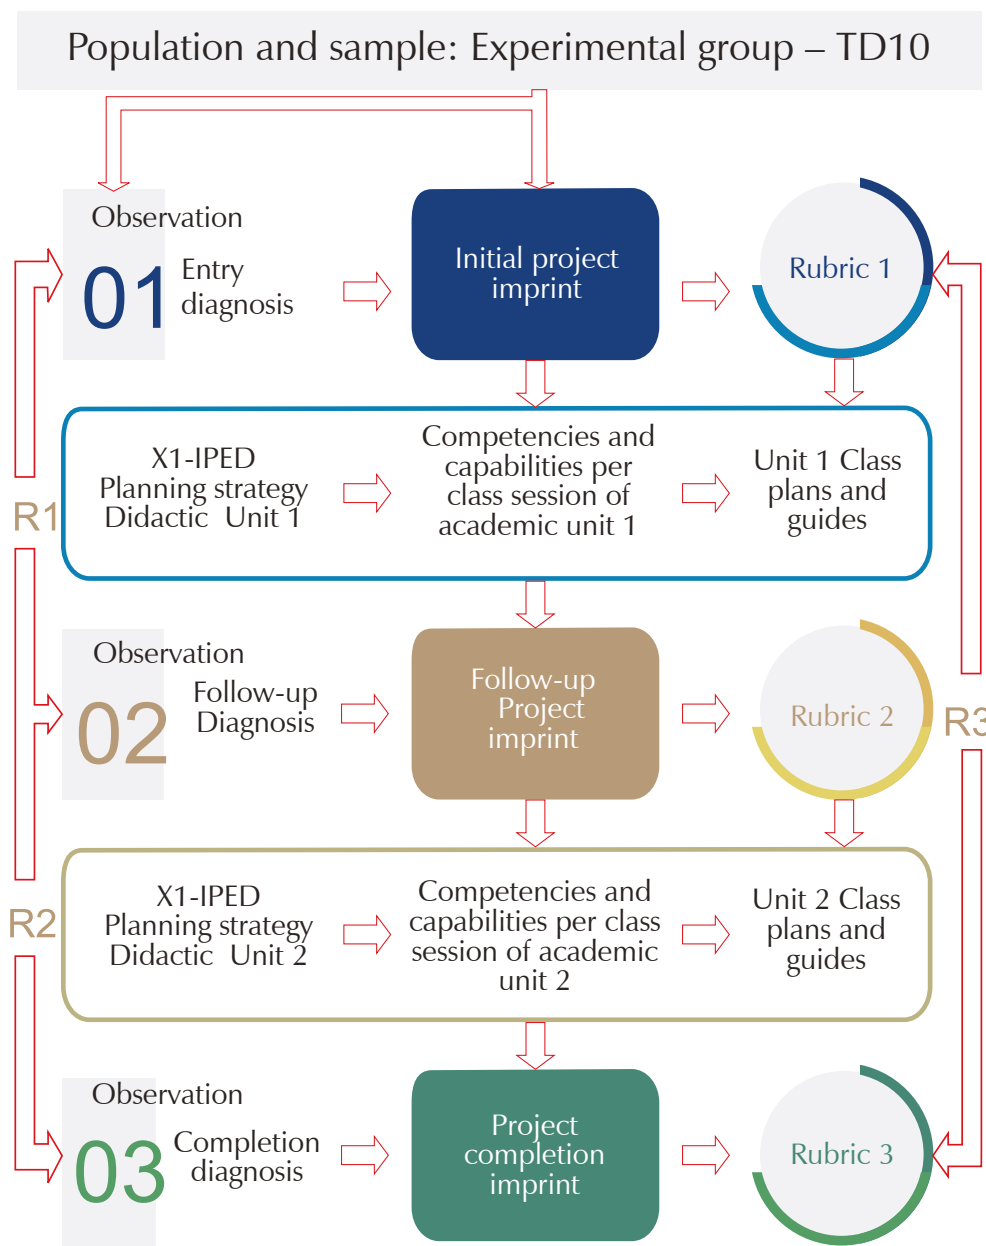 Population and sample: Experimental group – TD10
Observation
01
Entry
diagnosis
Initial project
imprint
Rubric 1
R1
X1-IPED
Planning strategy
Didactic Unit 1
Competencies and
capabilities per
class session of
academic unit 1
Unit 1 Class
plans and
guides
Observation
02
Follow-up
Diagnosis
Follow-up
Project
imprint
Rubric 2
R3
R2
X1-IPED
Planning strategy
Didactic Unit 2
Competencies and
capabilities per class
session of academic
unit 2
Unit 2 Class
plans and
guides
Observation
03
Completion
diagnosis
Project
completion
imprint
Rubric 3